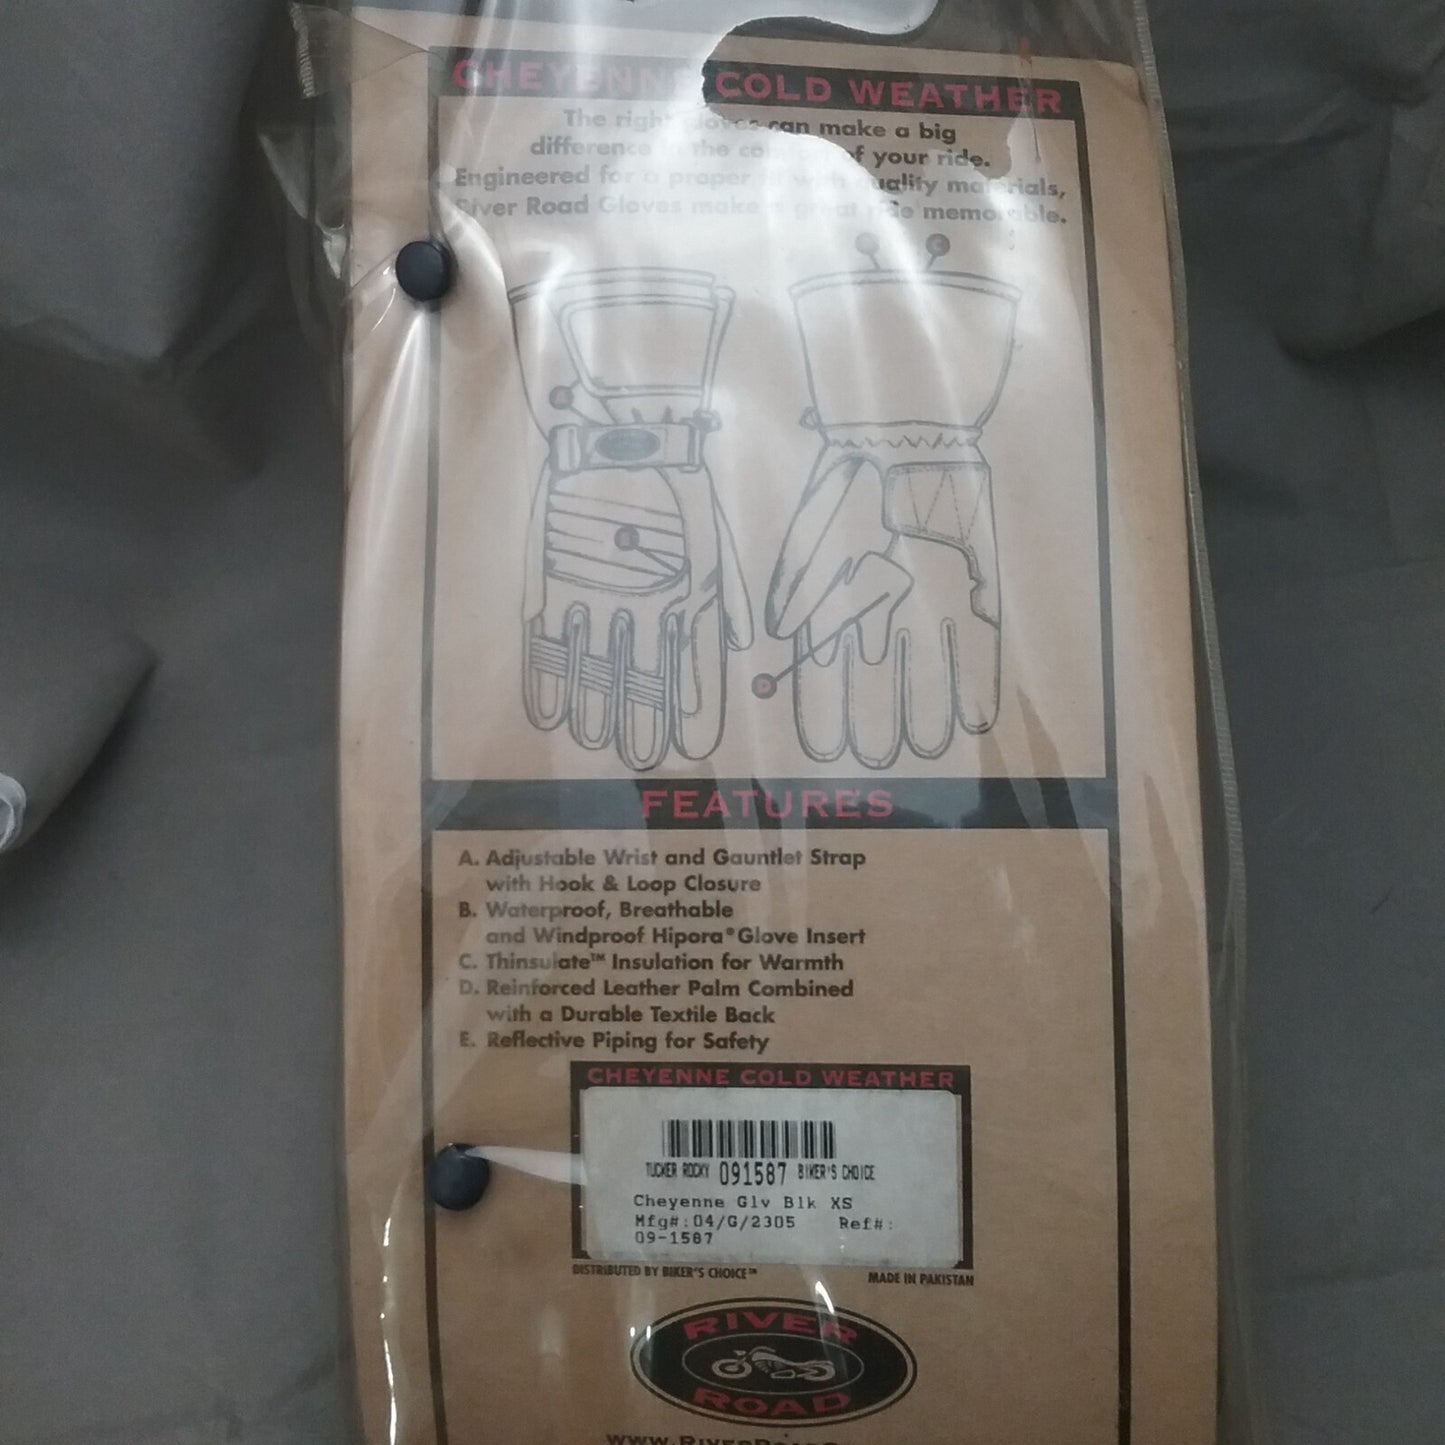 CHEYENNE COLD WEATHER
The right gloves can make a big
difference in the comfort of your ride.
Engineered for a proper fit with quality materials,
River Road Gloves make a great ride memorable.
C
E
D
FEATURES
A. Adjustable Wrist and Gauntlet Strap
with Hook & Loop Closure
B. Waterproof, Breathable
and Windproof Hipora® Glove Insert
C. Thinsulate™ Insulation for Warmth
D. Reinforced Leather Palm Combined
with a Durable Textile Back
E. Reflective Piping for Safety
CHEYENNE COLD WEATHER
TUCKER ROCKY 091587 BIKER'S CHOICE
Cheyenne Glv Blk XS
Mfg#:04/G/2305 Ref#:
09-1587
DISTRIBUTED BY BIKER'S CHOICE™ MADE IN PAKISTAN
RIVER
ROAD